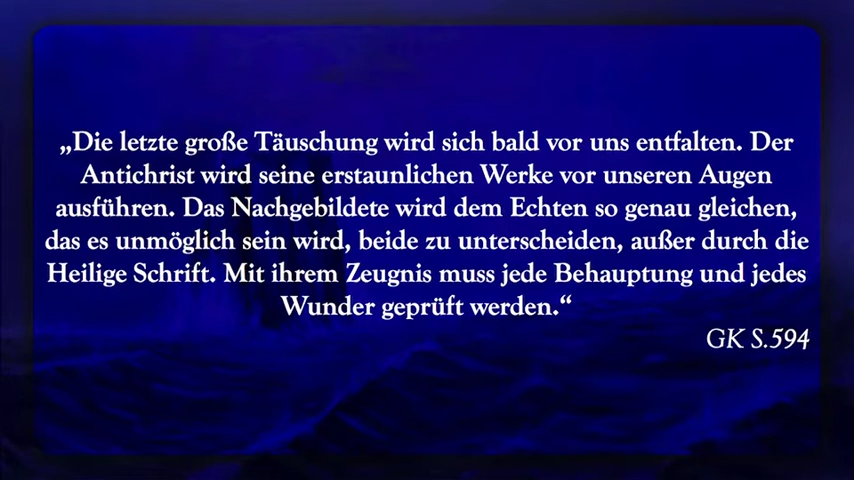 „Die letzte große Täuschung wird sich bald vor uns entfalten. Der
Antichrist wird seine erstaunlichen Werke vor unseren Augen
ausführen. Das Nachgebildete wird dem Echten so genau gleichen,
das es unmöglich sein wird, beide zu unterscheiden, außer durch die
Heilige Schrift. Mit ihrem Zeugnis muss jede Behauptung und jedes
Wunder geprüft werden.“
GK S.594